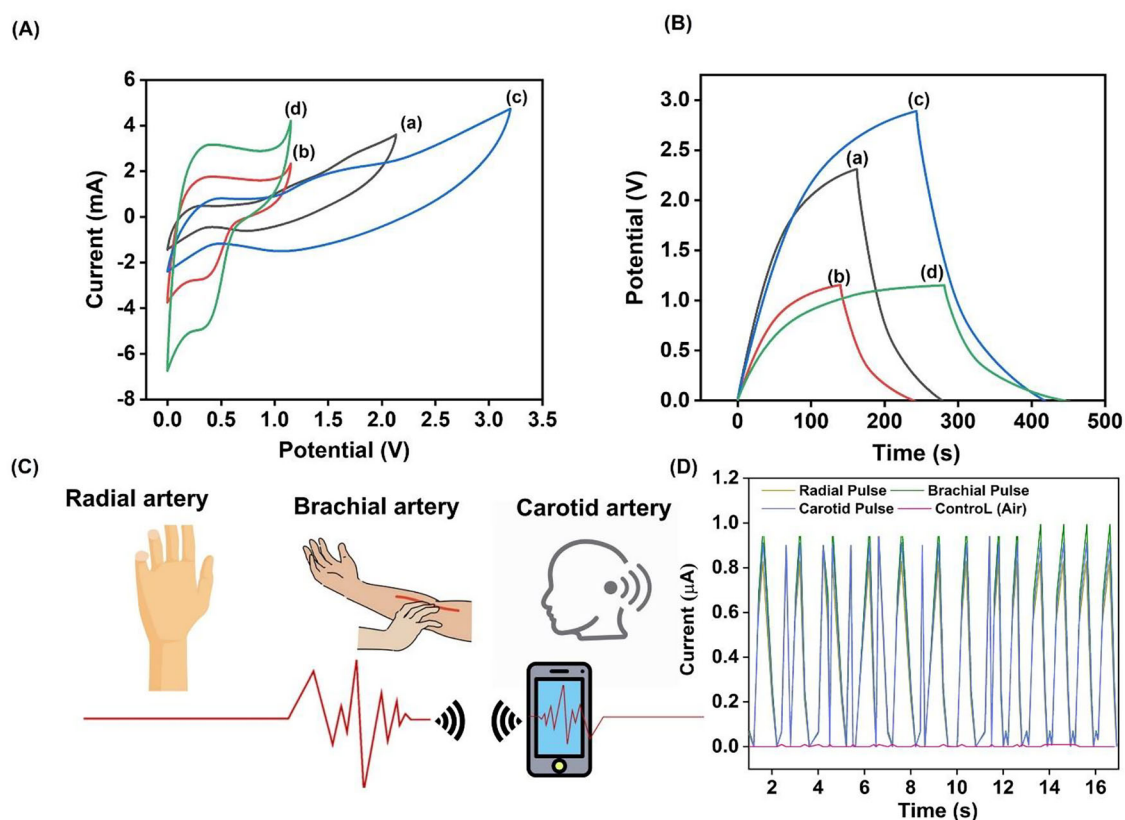 (A)
6
4
2
0
-2
-4
-6
-8
Current (mA)
(d)
(b)
(a)
(c)
0.0 0.5 1.0 1.5 2.0 2.5 3.0 3.5
Potential (V)
(B)
3.0
2.5
2.0
1.5
1.0
0.5
0.0
Potential (V)
(c)
(a)
(b)
(d)
0 100 200 300 400 500
Time (s)
(C)
Radial artery
Brachial artery
Carotid artery
(D)
1.2
1.0
0.8
0.6
0.4
0.2
0.0
Current (μA)
Radial Pulse Brachial Pulse
Carotid Pulse ControL (Air)
2 4 6 8 10 12 14 16
Time (s)